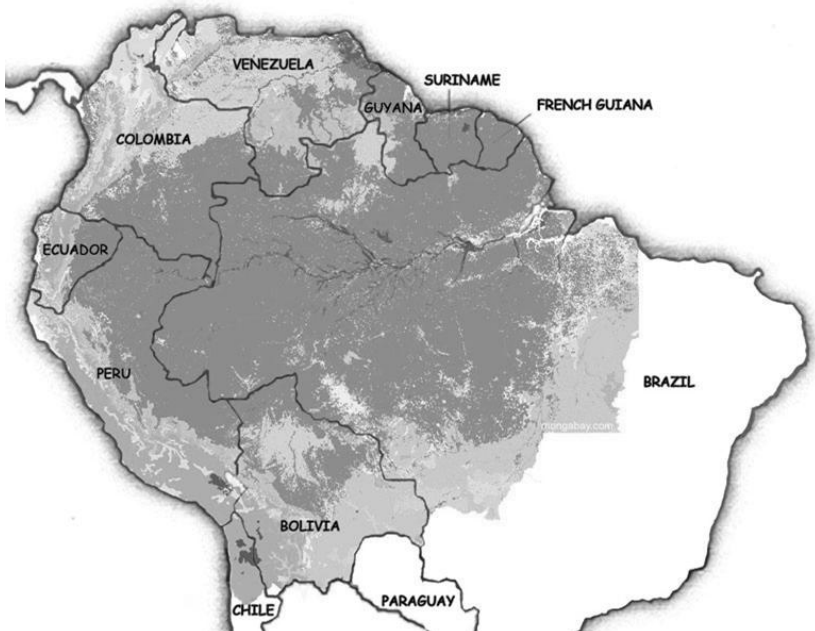 VENEZUELA
SURINAME
GUYANA
FRENCH GUIANA
COLOMBIA
ECUADOR
PERU
BRAZIL
mongabay.com
BOLIVIA
PARAGUAY
CHILE